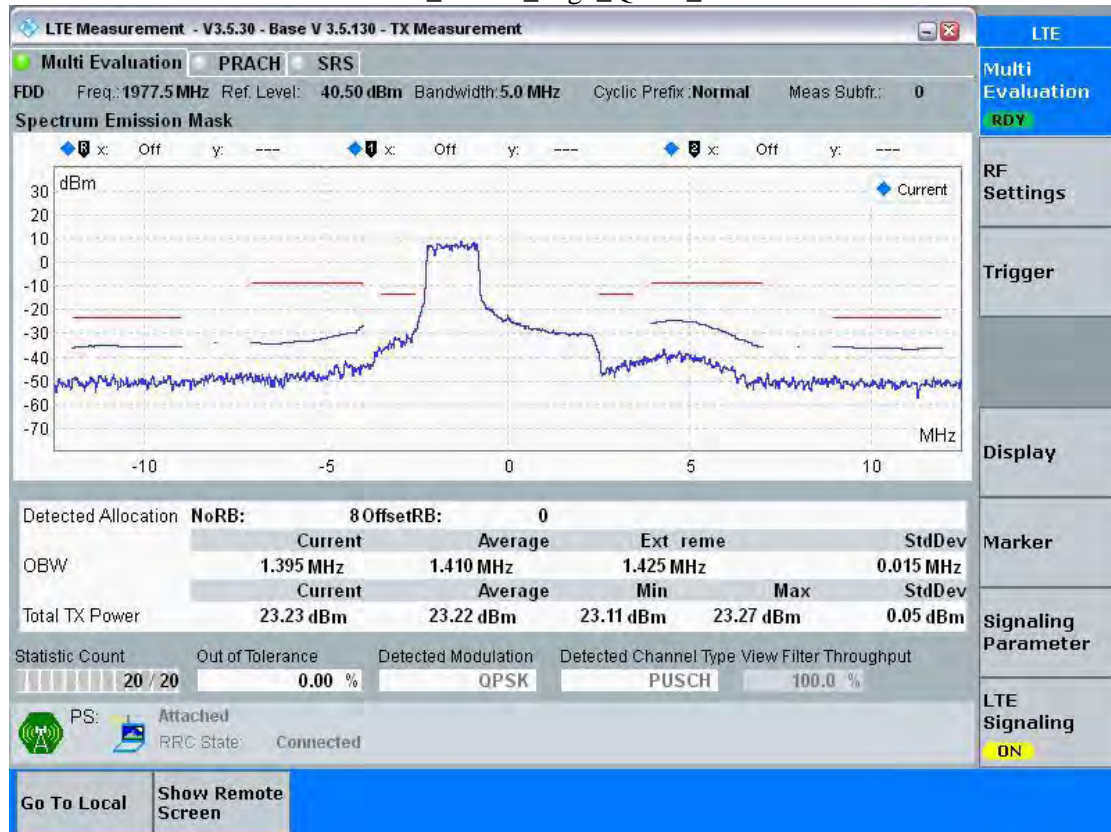 LTE Measurement - V3.5.30 - Base V 3.5.130 - TX Measurement
LTE
Multi Evaluation PRACH SRS
Multi Evaluation
RDY
FDD Freq.: 1977.5 MHz Ref. Level: 40.50 dBm Bandwidth: 5.0 MHz Cyclic Prefix : Normal Meas Subfr.: 0
Spectrum Emission Mask
R x: Off y: --- 1 x: Off y: --- 2 x: Off y: ---
dBm
Current
30
20
10
0
-10
-20
-30
-40
-50
-60
-70
MHz
-10 -5 0 5 10
RF Settings
Trigger
Display
Marker
Signaling Parameter
LTE Signaling
ON
Detected Allocation NoRB: 8 OffsetRB: 0
Current Average Ext reme StdDev
OBW 1.395 MHz 1.410 MHz 1.425 MHz 0.015 MHz
Current Average Min Max StdDev
Total TX Power 23.23 dBm 23.22 dBm 23.11 dBm 23.27 dBm 0.05 dBm
Statistic Count Out of Tolerance Detected Modulation Detected Channel Type View Filter Throughput
20 / 20 0.00 % QPSK PUSCH 100.0 %
PS: Attached
RRC State: Connected
Go To Local Show Remote Screen